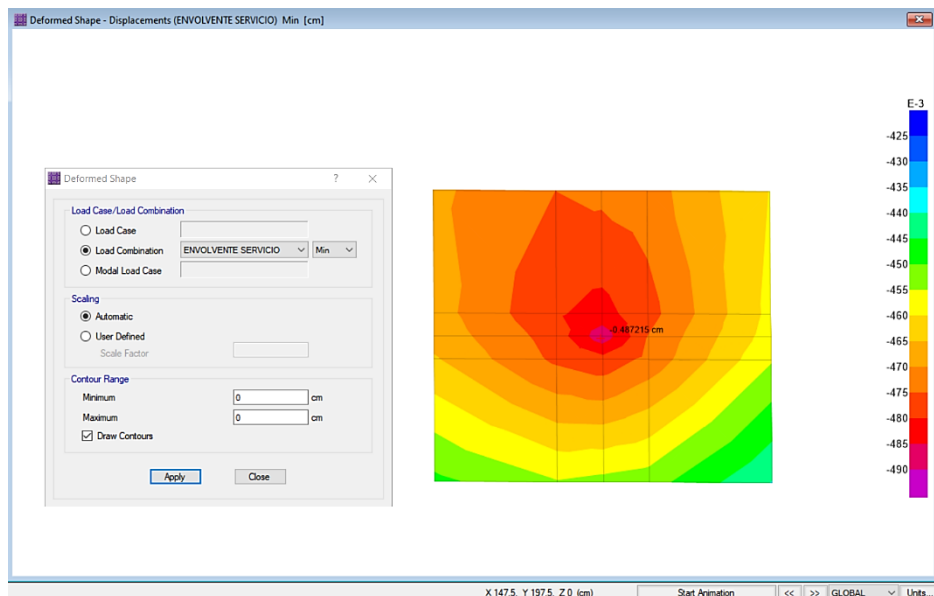 Deformed Shape - Displacements (ENVOLVENTE SERVICIO) Min [cm]
Deformed Shape
?
Load Case/Load Combination
Load Case
Load Combination
ENVOLVENTE SERVICIO
Min
Modal Load Case
Scaling
Automatic
User Defined
Scale Factor
Contour Range
Minimum
0
cm
Maximum
0
cm
Draw Contours
Apply
Close
-0.487215 cm
E-3
-425
-430
-435
-440
-445
-450
-455
-460
-465
-470
-475
-480
-485
-490
X 147.5, Y 197.5, Z 0 (cm)
Start Animation
<<
>>
GLOBAL
Units...